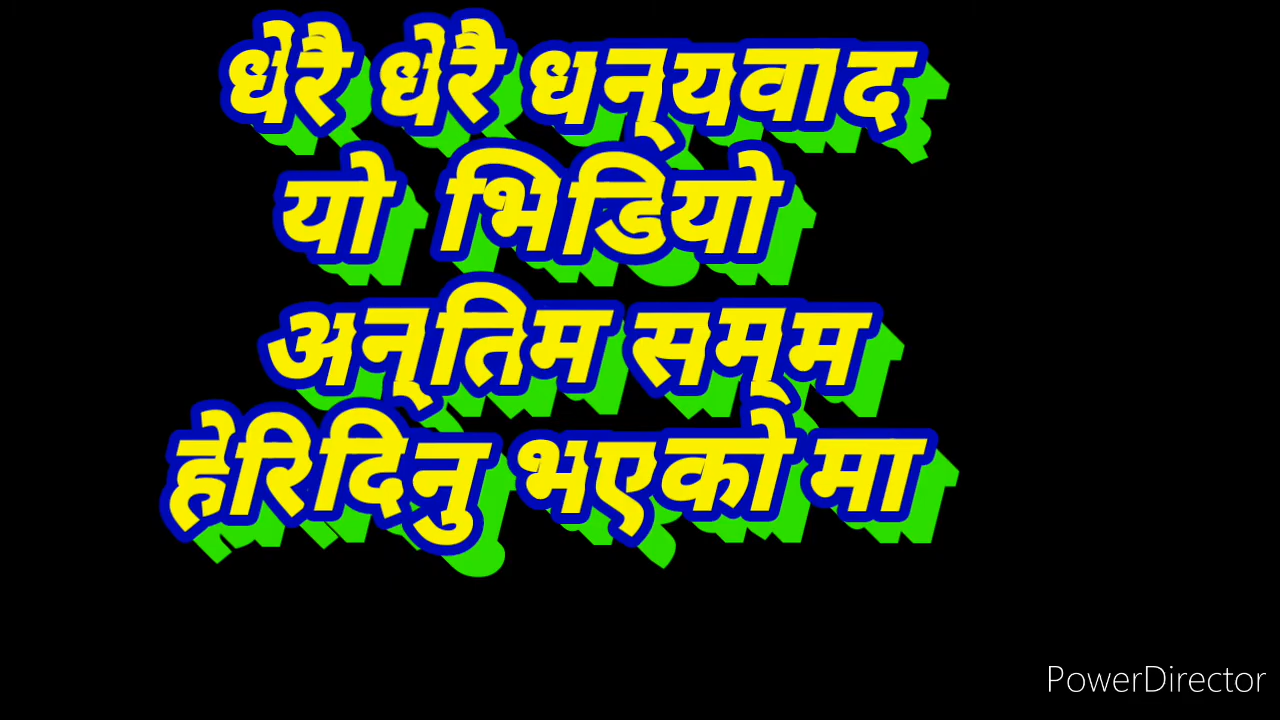 धेरै धेरै धन्यवाद
यो भिडियो
अन्तिम सम्म
हेरिदिनु भएको मा
PowerDirector